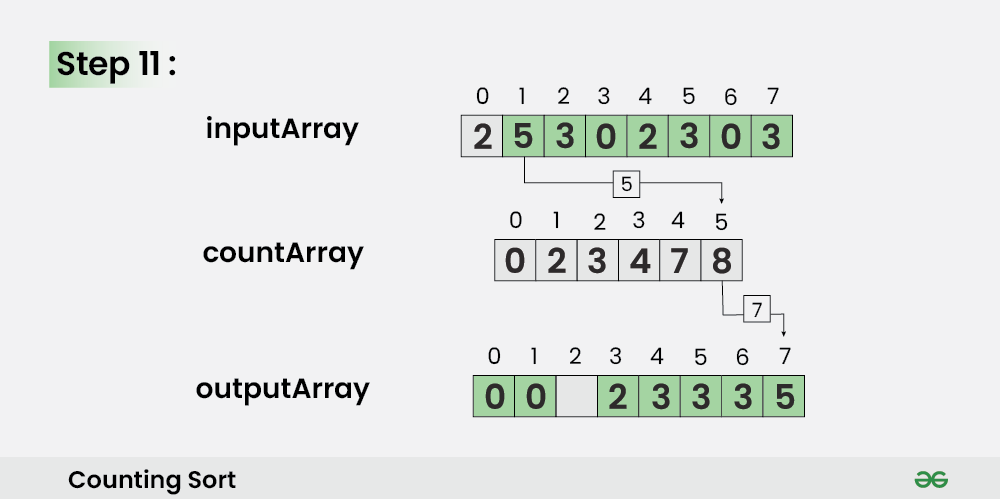 Step 11 :
0 1 2 3 4 5 6 7
inputArray 2 5 3 0 2 3 0 3
5
0 1 2 3 4 5
countArray 0 2 3 4 7 8
7
0 1 2 3 4 5 6 7
outputArray 0 0 2 3 3 3 5
Counting Sort